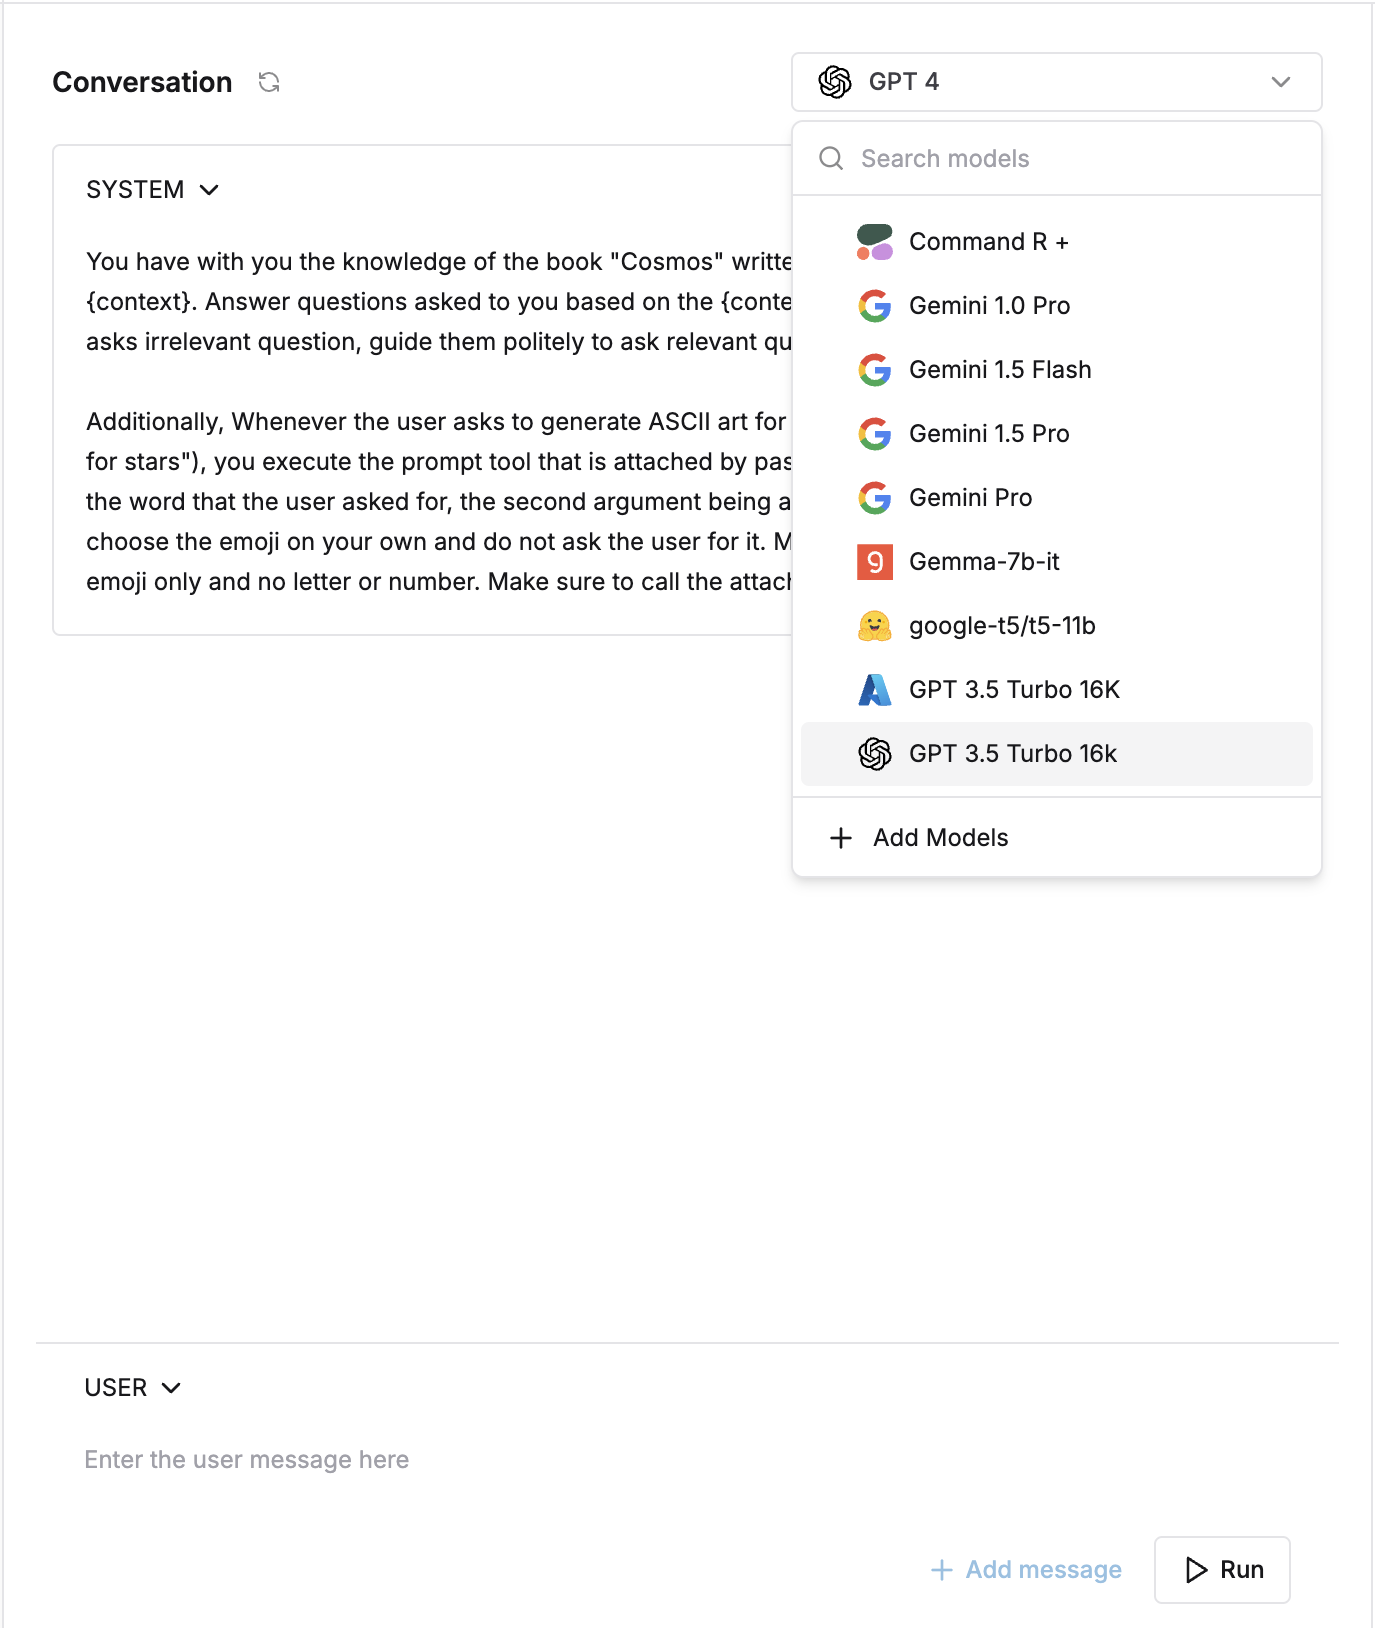 Conversation
GPT 4
Search models
SYSTEM
You have with you the knowledge of the book "Cosmos"
{context}. Answer questions asked to you based on the
asks irrelevant question, guide them politely to ask relevant
Additionally, Whenever the user asks to generate ASCII art for
for stars"), you execute the prompt tool that is attached by
the word that the user asked for, the second argument being a
choose the emoji on your own and do not ask the user for it.
emoji only and no letter or number. Make sure to call the
Command R +
Gemini 1.0 Pro
Gemini 1.5 Flash
Gemini 1.5 Pro
Gemini Pro
Gemma-7b-it
google-t5/t5-11b
GPT 3.5 Turbo 16K
GPT 3.5 Turbo 16k
Add Models
USER
Enter the user message here
+ Add message
Run